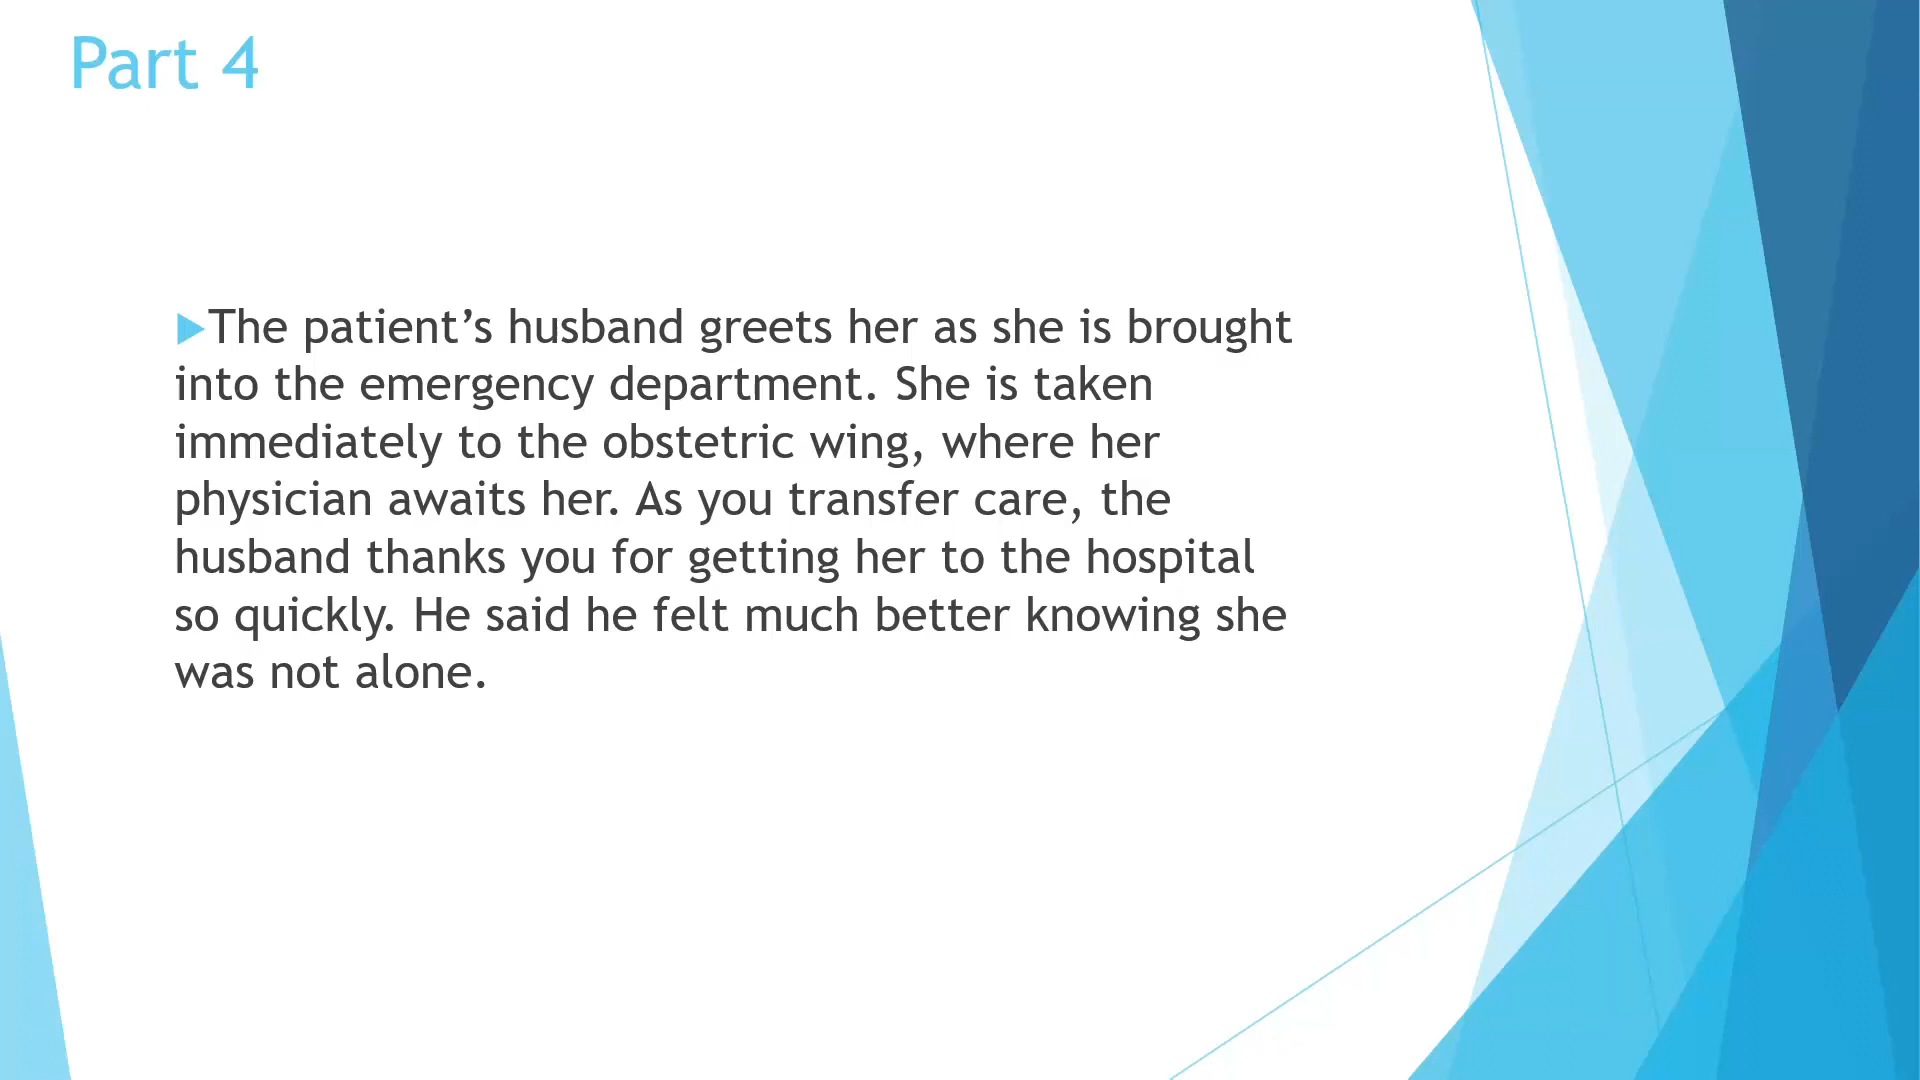 Part 4
The patient’s husband greets her as she is brought
into the emergency department. She is taken
immediately to the obstetric wing, where her
physician awaits her. As you transfer care, the
husband thanks you for getting her to the hospital
so quickly. He said he felt much better knowing she
was not alone.